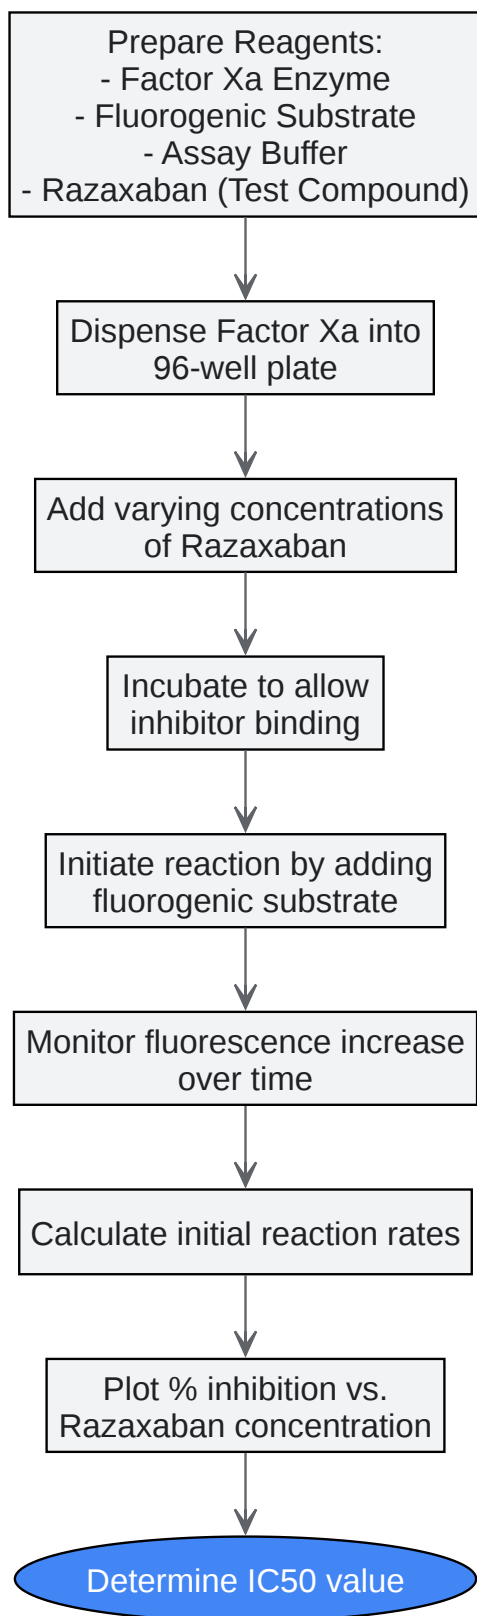 Prepare Reagents:
- Factor Xa Enzyme
- Fluorogenic Substrate
- Assay Buffer
- Razaxaban (Test Compound)
Dispense Factor Xa into
96-well plate
Add varying concentrations
of Razaxaban
Incubate to allow
inhibitor binding
Initiate reaction by adding
fluorogenic substrate
Monitor fluorescence increase
over time
Calculate initial reaction rates
Plot % inhibition vs.
Razaxaban concentration
Determine IC50 value